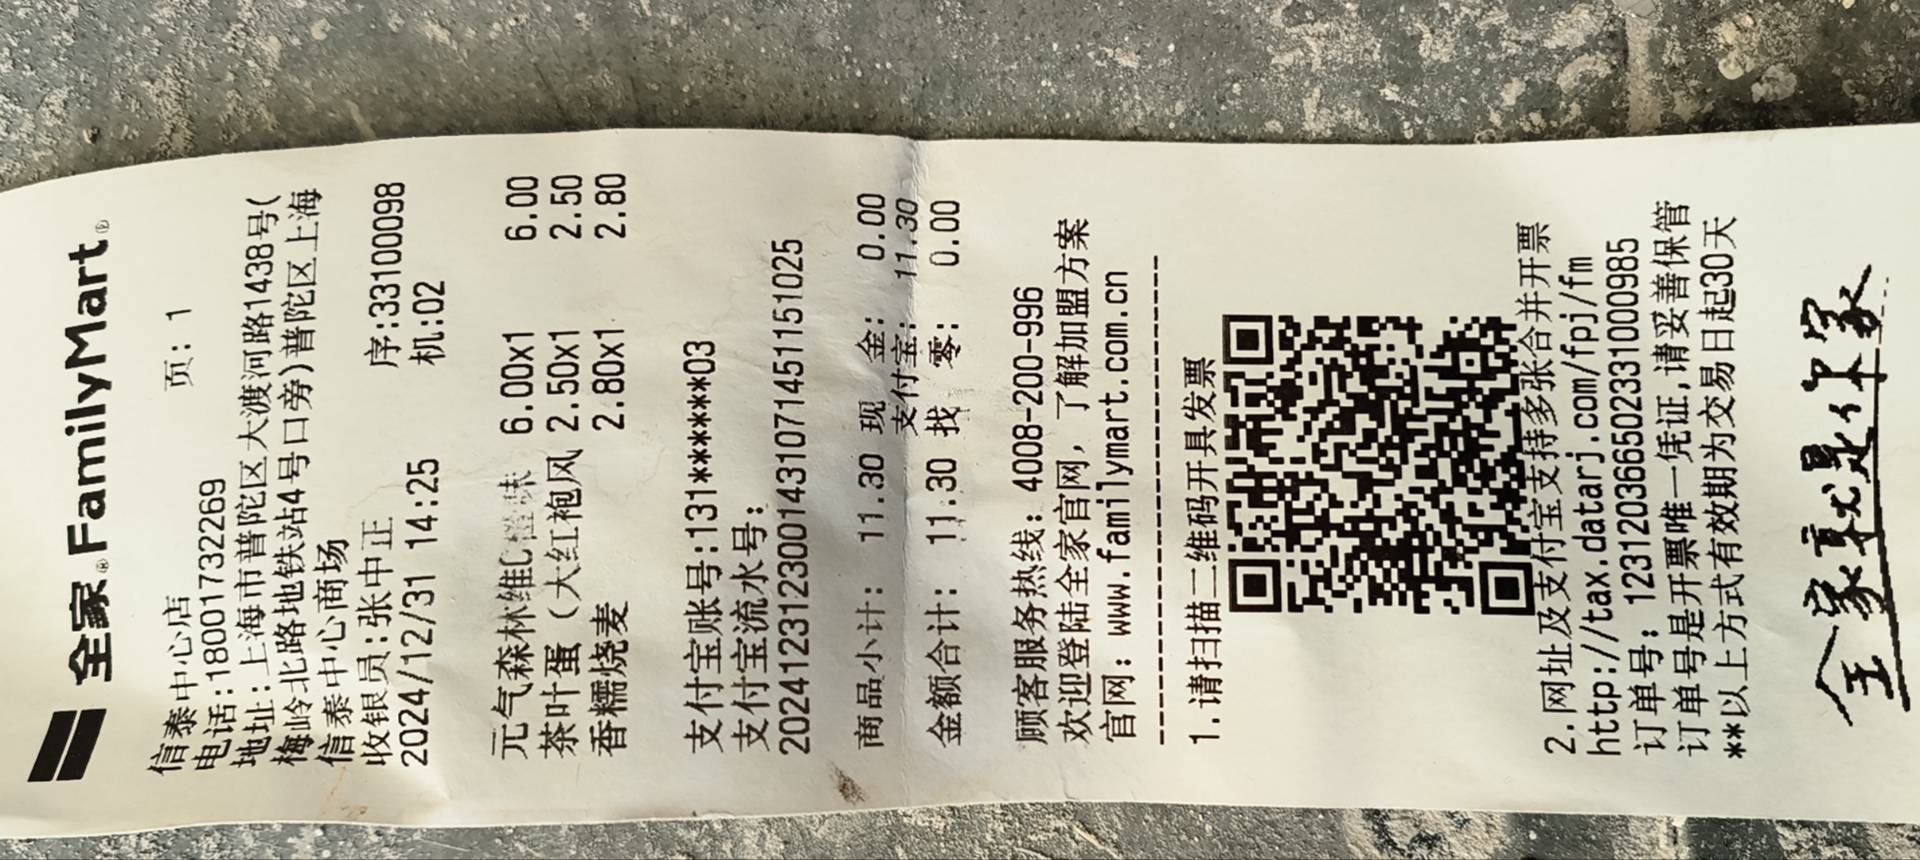 全家 FamilyMart
页: 1
信泰中心店
电话:18001732269
地址:上海市普陀区大渡河路1438号(
梅岭北路地铁站4号口旁)普陀区上海
信泰中心商场
收银员:张中正 序:33100098
2024/12/31 14:25 机:02
元气森林维C橙味 6.00x1 6.00
茶叶蛋(大红袍风 2.50x1 2.50
香糯烧麦 2.80x1 2.80
支付宝账号:131*******03
支付宝流水号:
2024123123001431071451151025
商品小计: 11.30 现 金: 0.00
支付宝: 11.30
金额合计: 11.30 找 零: 0.00
顾客服务热线: 4008-200-996
欢迎登陆全家官网, 了解加盟方案
官网: www.familymart.com.cn
1.请扫描二维码开具发票
2.网址及支付宝支持多张合并开票
http://tax.datarj.com/fpj/fm
订单号: 1231203665023310009​85
订单号是开票唯一凭证,请妥善保管
**以上方式有效期为交易日起30天
全家就是你家